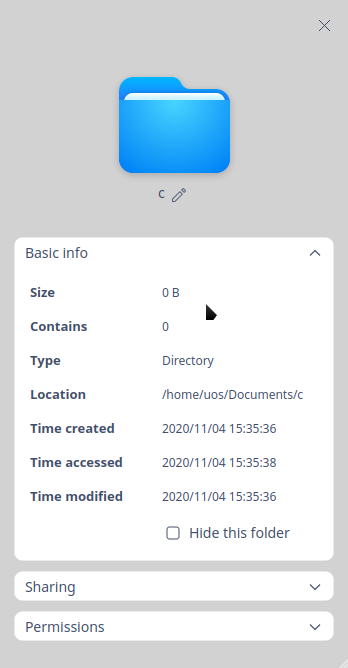 c
Basic info
Size 0 B
Contains 0
Type Directory
Location /home/uos/Documents/c
Time created 2020/11/04 15:35:36
Time accessed 2020/11/04 15:35:38
Time modified 2020/11/04 15:35:36
Hide this folder
Sharing
Permissions